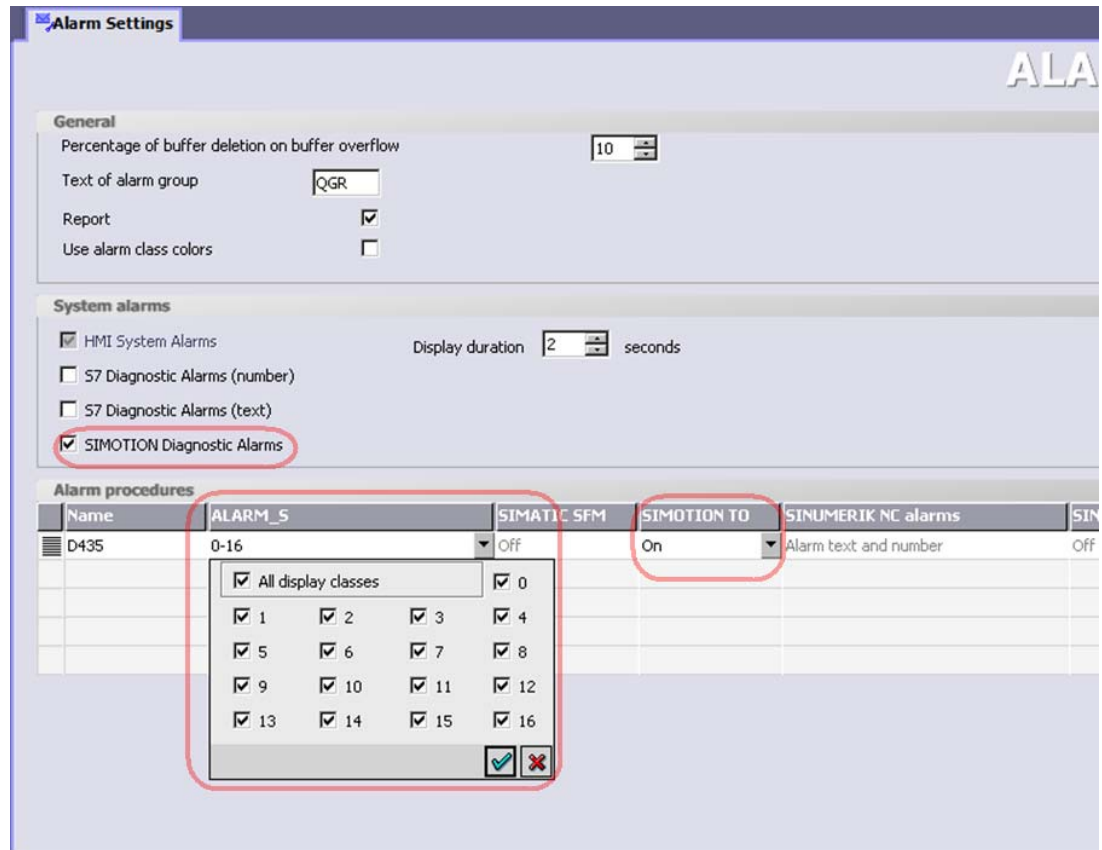 Alarm Settings
ALA
General
Percentage of buffer deletion on buffer overflow 10
Text of alarm group QGR
Report
Use alarm class colors
System alarms
HMI System Alarms Display duration 2 seconds
S7 Diagnostic Alarms (number)
S7 Diagnostic Alarms (text)
SIMOTION Diagnostic Alarms
Alarm procedures
Name ALARM_S SIMATIC SFM SIMOTION TO SINUMERIK NC alarms SIN
D435 0-16 Off On Alarm text and number Off
All display classes 0
1 2 3 4
5 6 7 8
9 10 11 12
13 14 15 16